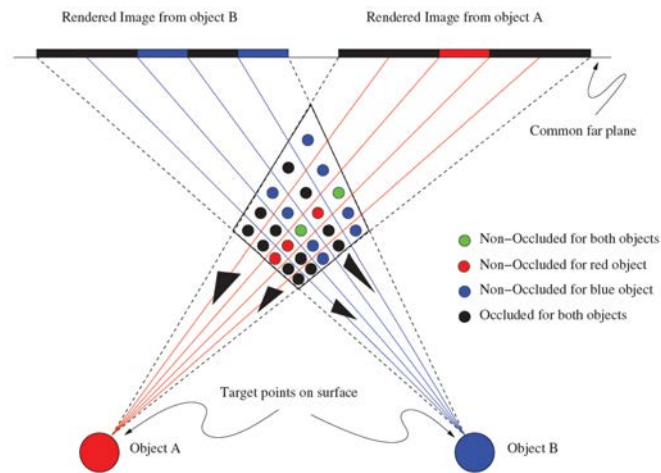 Rendered Image from object B
Rendered Image from object A
Common far plane
Non-Occluded for both objects
Non-Occluded for red object
Non-Occluded for blue object
Occluded for both objects
Target points on surface
Object A
Object B